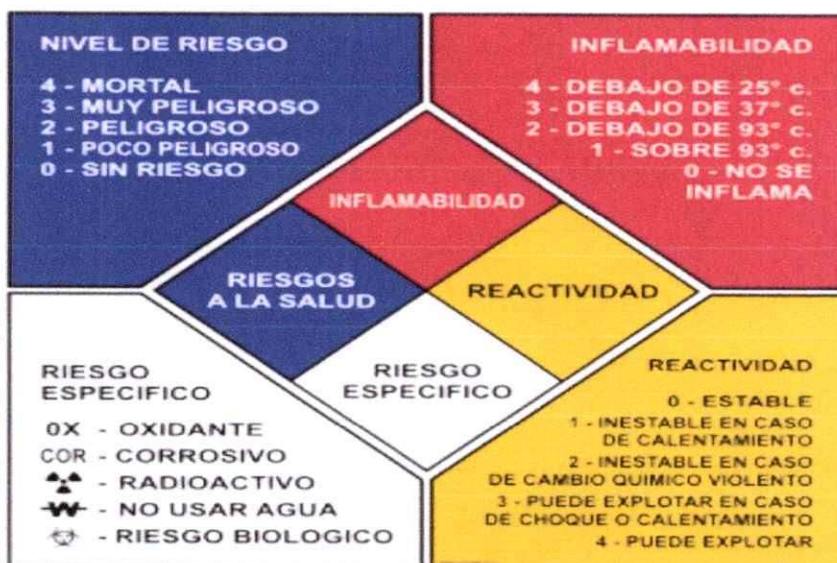 NIVEL DE RIESGO
4 - MORTAL
3 - MUY PELIGROSO
2 - PELIGROSO
1 - POCO PELIGROSO
0 - SIN RIESGO
INFLAMABILIDAD
4 - DEBAJO DE 25° c.
3 - DEBAJO DE 37° c.
2 - DEBAJO DE 93° c.
1 - SOBRE 93° c.
0 - NO SE
INFLAMA
INFLAMABILIDAD
RIESGOS
A LA SALUD
REACTIVIDAD
RIESGO
ESPECIFICO
RIESGO
ESPECIFICO
0X - OXIDANTE
COR - CORROSIVO
- RADIOACTIVO
W - NO USAR AGUA
- RIESGO BIOLOGICO
REACTIVIDAD
0 - ESTABLE
1 - INESTABLE EN CASO
DE CALENTAMIENTO
2 - INESTABLE EN CASO
DE CAMBIO QUIMICO VIOLENTO
3 - PUEDE EXPLOTAR EN CASO
DE CHOQUE O CALENTAMIENTO
4 - PUEDE EXPLOTAR